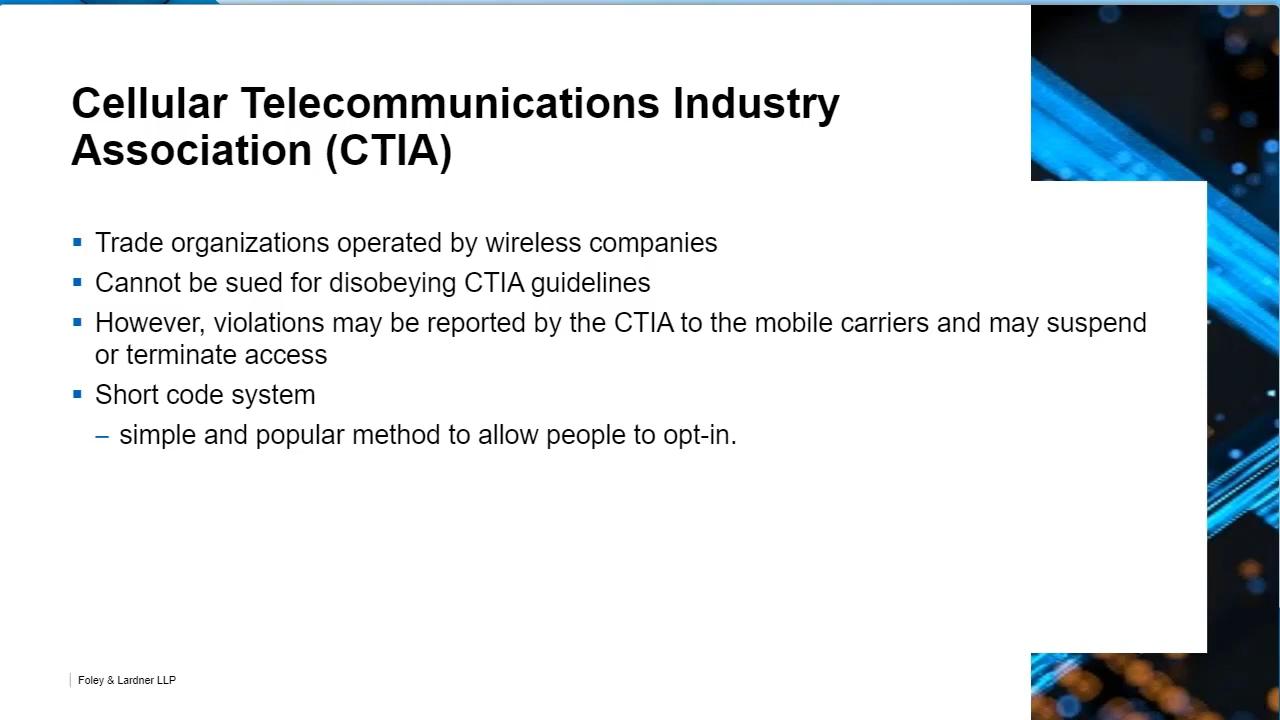 Cellular Telecommunications Industry
Association (CTIA)
▪ Trade organizations operated by wireless companies
▪ Cannot be sued for disobeying CTIA guidelines
▪ However, violations may be reported by the CTIA to the mobile carriers and may suspend
or terminate access
▪ Short code system
– simple and popular method to allow people to opt-in.
Foley & Lardner LLP